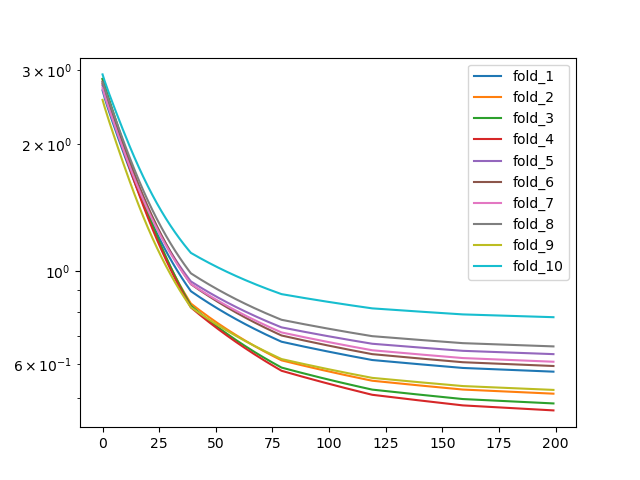 3 × 10⁰
2 × 10⁰
10⁰
6 × 10⁻¹
0 25 50 75 100 125 150 175 200
fold_1
fold_2
fold_3
fold_4
fold_5
fold_6
fold_7
fold_8
fold_9
fold_10